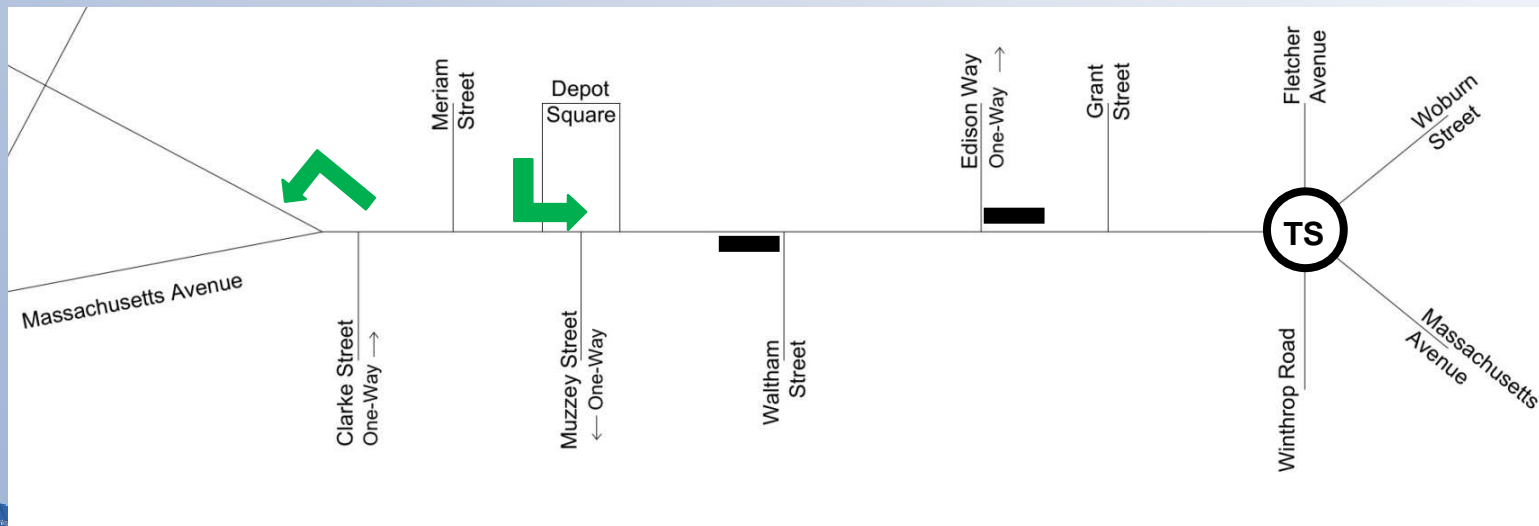 Meriam
Street
Depot
Square
Edison Way
One-Way →
Grant
Street
Fletcher
Avenue
Woburn
Street
TS
Massachusetts Avenue
Clarke Street
One-Way →
Muzzey Street
← One-Way
Waltham
Street
Winthrop Road
Massachusetts
Avenue